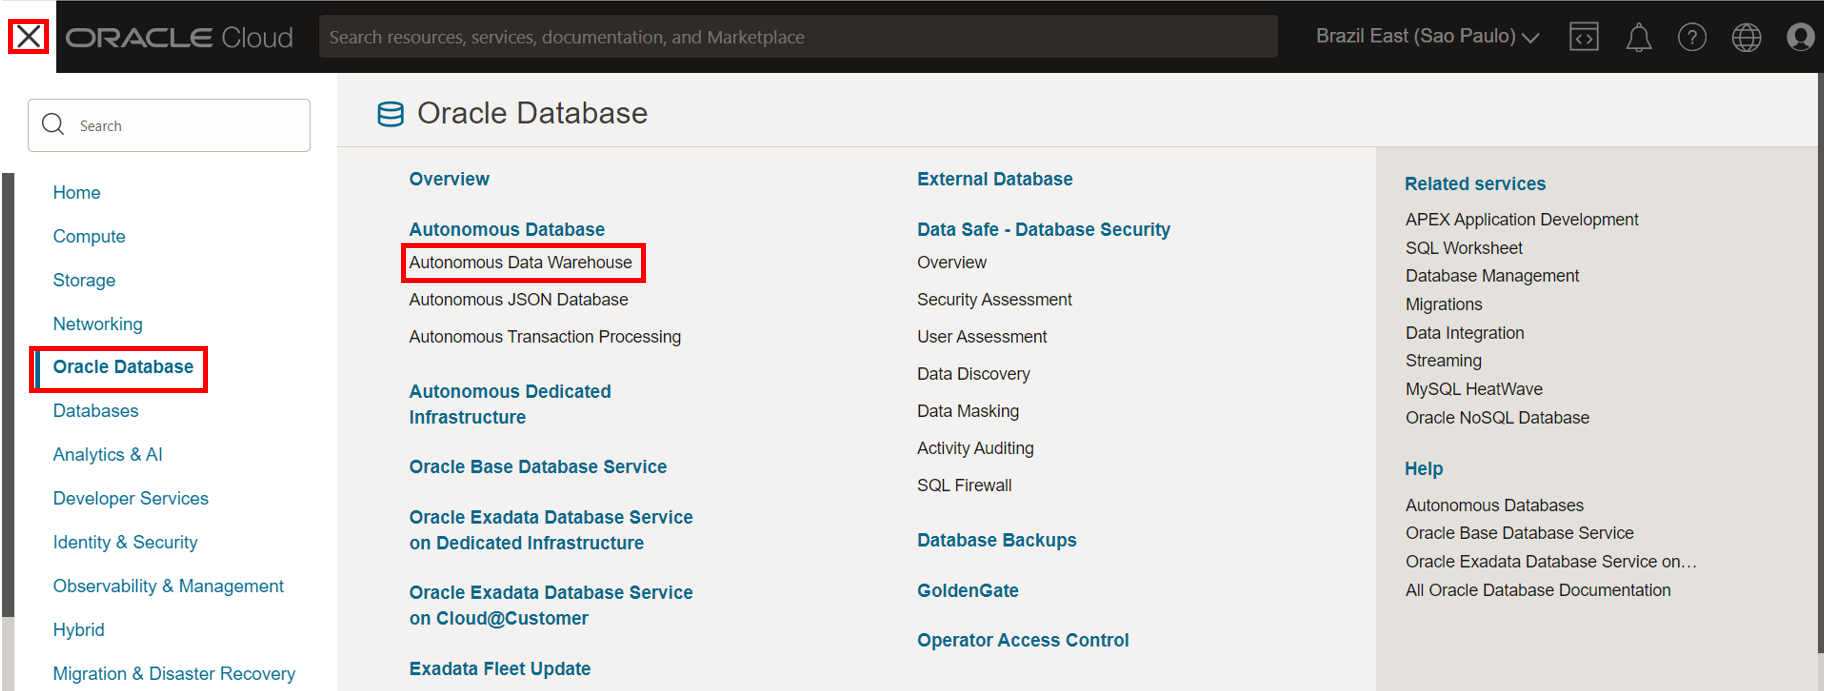 ORACLE Cloud
Search resources, services, documentation, and Marketplace
Brazil East (Sao Paulo)
Search
Home
Compute
Storage
Networking
Oracle Database
Databases
Analytics & AI
Developer Services
Identity & Security
Observability & Management
Hybrid
Migration & Disaster Recovery
Oracle Database
Overview
Autonomous Database
Autonomous Data Warehouse
Autonomous JSON Database
Autonomous Transaction Processing
Autonomous Dedicated
Infrastructure
Oracle Base Database Service
Oracle Exadata Database Service
on Dedicated Infrastructure
Oracle Exadata Database Service
on Cloud@Customer
Exadata Fleet Update
External Database
Data Safe - Database Security
Overview
Security Assessment
User Assessment
Data Discovery
Data Masking
Activity Auditing
SQL Firewall
Database Backups
GoldenGate
Operator Access Control
Related services
APEX Application Development
SQL Worksheet
Database Management
Migrations
Data Integration
Streaming
MySQL HeatWave
Oracle NoSQL Database
Help
Autonomous Databases
Oracle Base Database Service
Oracle Exadata Database Service on…
All Oracle Database Documentation